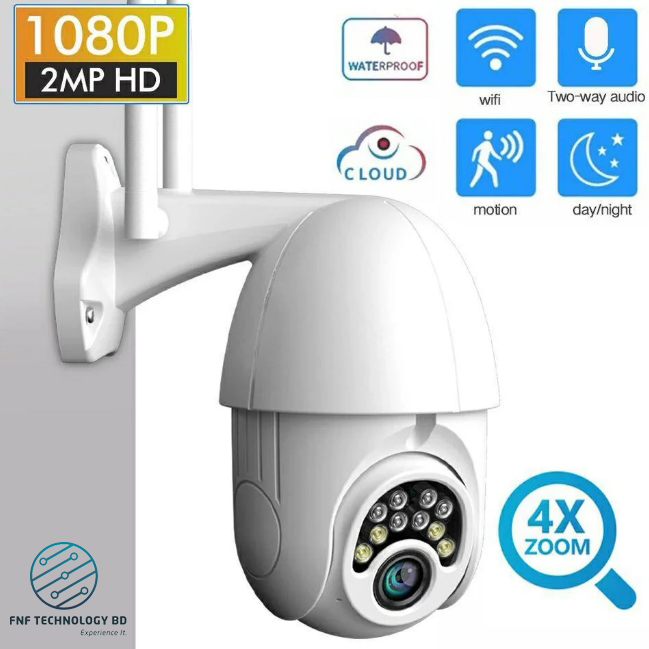 1080P
2MP HD
WATERPROOF
wifi
Two-way audio
CLOUD
motion
day/night
4X
ZOOM
FNF TECHNOLOGY BD
Experience It.